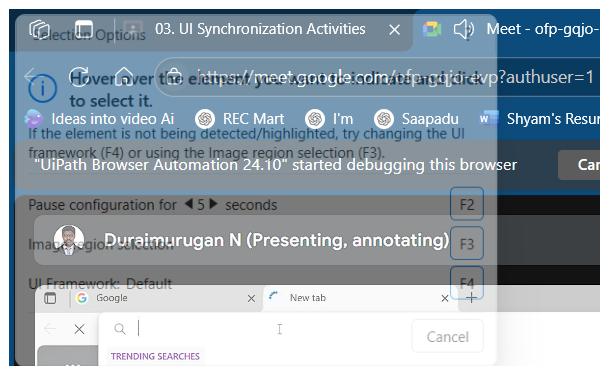 Selection Options
03. UI Synchronization Activities
Meet - ofp-gqjo-
Hover over the element you want to indicate and click
to select it.
https://meet.google.com/ofp-gqjo-evp?authuser=1
Ideas into video Ai
REC Mart
I'm
Saapadu
Shyam's Resu
If the element is not being detected/highlighted, try changing the UI
framework (F4) or using the Image region selection (F3).
"UiPath Browser Automation 24.10" started debugging this browser
Can
Pause configuration for 5 seconds
F2
Duraimurugan N (Presenting, annotating)
Image region selection
F3
UI Framework: Default
F4
Google
New tab
Cancel
TRENDING SEARCHES